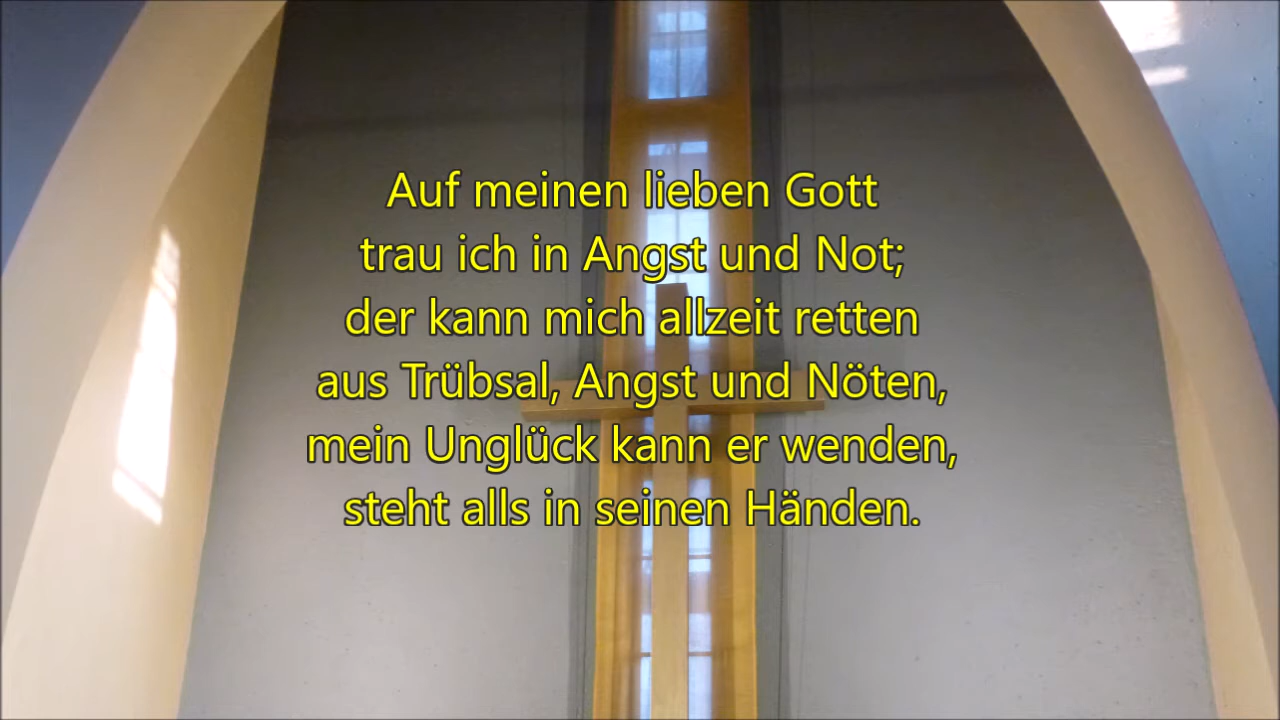 Auf meinen lieben Gott
trau ich in Angst und Not;
der kann mich allzeit retten
aus Trübsal, Angst und Nöten,
mein Unglück kann er wenden,
steht alls in seinen Händen.